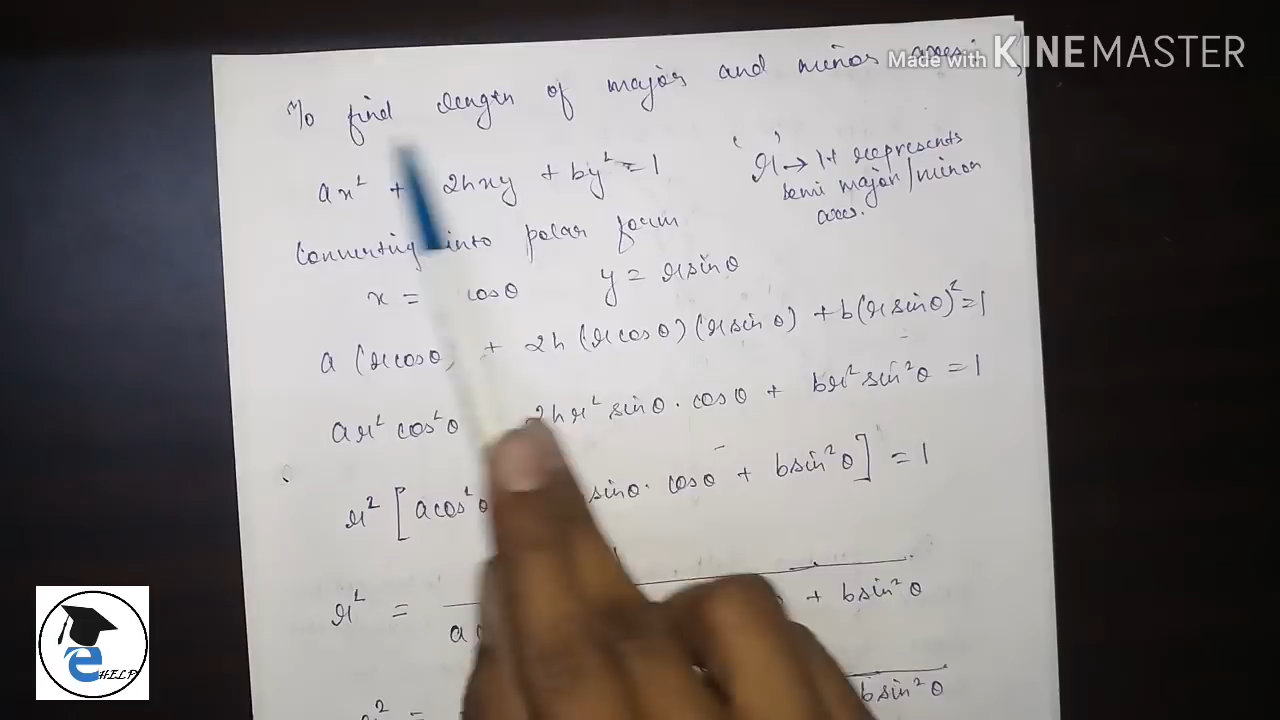 To find length of major and minor axes:
Made with KINEMASTER
ax² + 2hxy + by² = 1
'r' → It represents
semi major/minor
axes.
Converting into polar form
x = cosθ y = rsinθ
a (rcosθ + 2h (rcosθ) (rsinθ) + b(rsinθ)² = 1
ar² cos²θ 2hr² sinθ · cosθ + br² sin²θ = 1
r² [acos²θ sinθ · cosθ + bsin²θ] = 1
r² = a + bsin²θ
r² = bsin²θ
e HELP